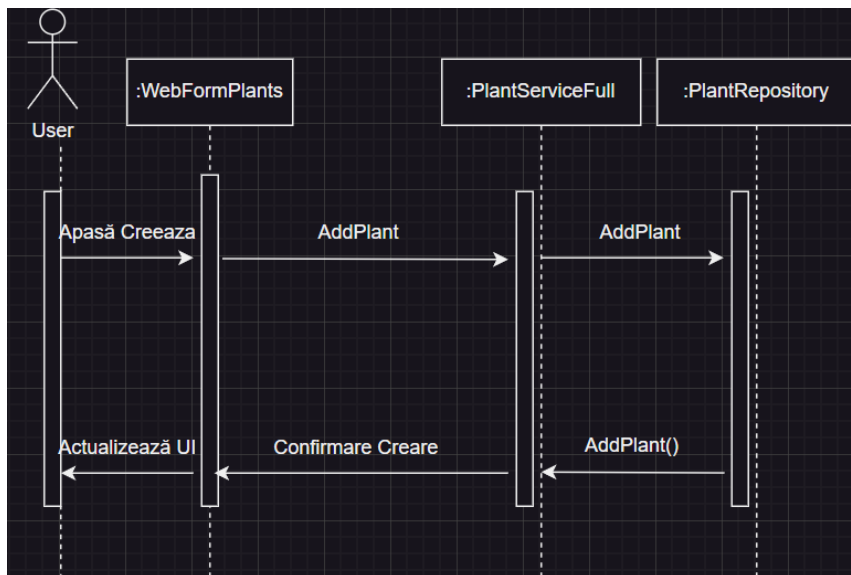 User
:WebFormPlants
:PlantServiceFull
:PlantRepository
Apasă Creeaza
AddPlant
AddPlant
Actualizează UI
Confirmare Creare
AddPlant()